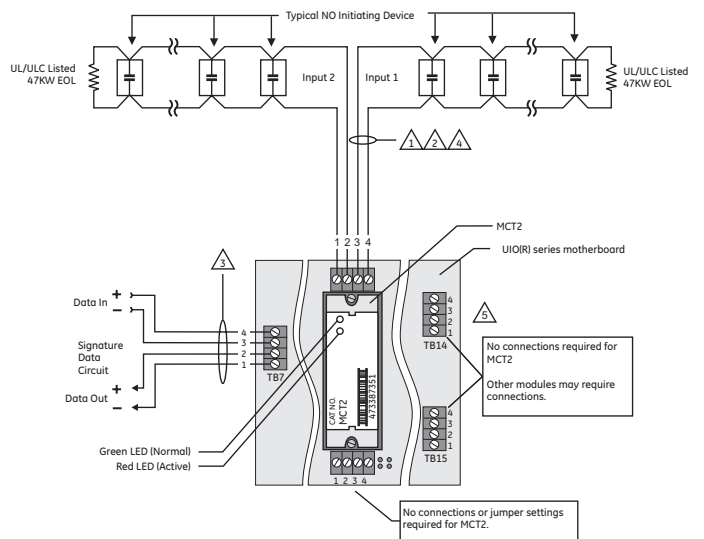 Typical NO Initiating Device
UL/ULC Listed
47KW EOL
Input 2
Input 1
UL/ULC Listed
47KW EOL
1 2 4
1 2 3 4
MCT2
UIO(R) series motherboard
3
Data In
+
−
Signature
Data
Circuit
Data Out
+
−
4
3
2
1
TB7
CAT NO.
MCT2
473387351
4
3
2
1
TB14
5
No connections required for
MCT2
Other modules may require
connections.
4
3
2
1
TB15
Green LED (Normal)
Red LED (Active)
1 2 3 4
No connections or jumper settings
required for MCT2.